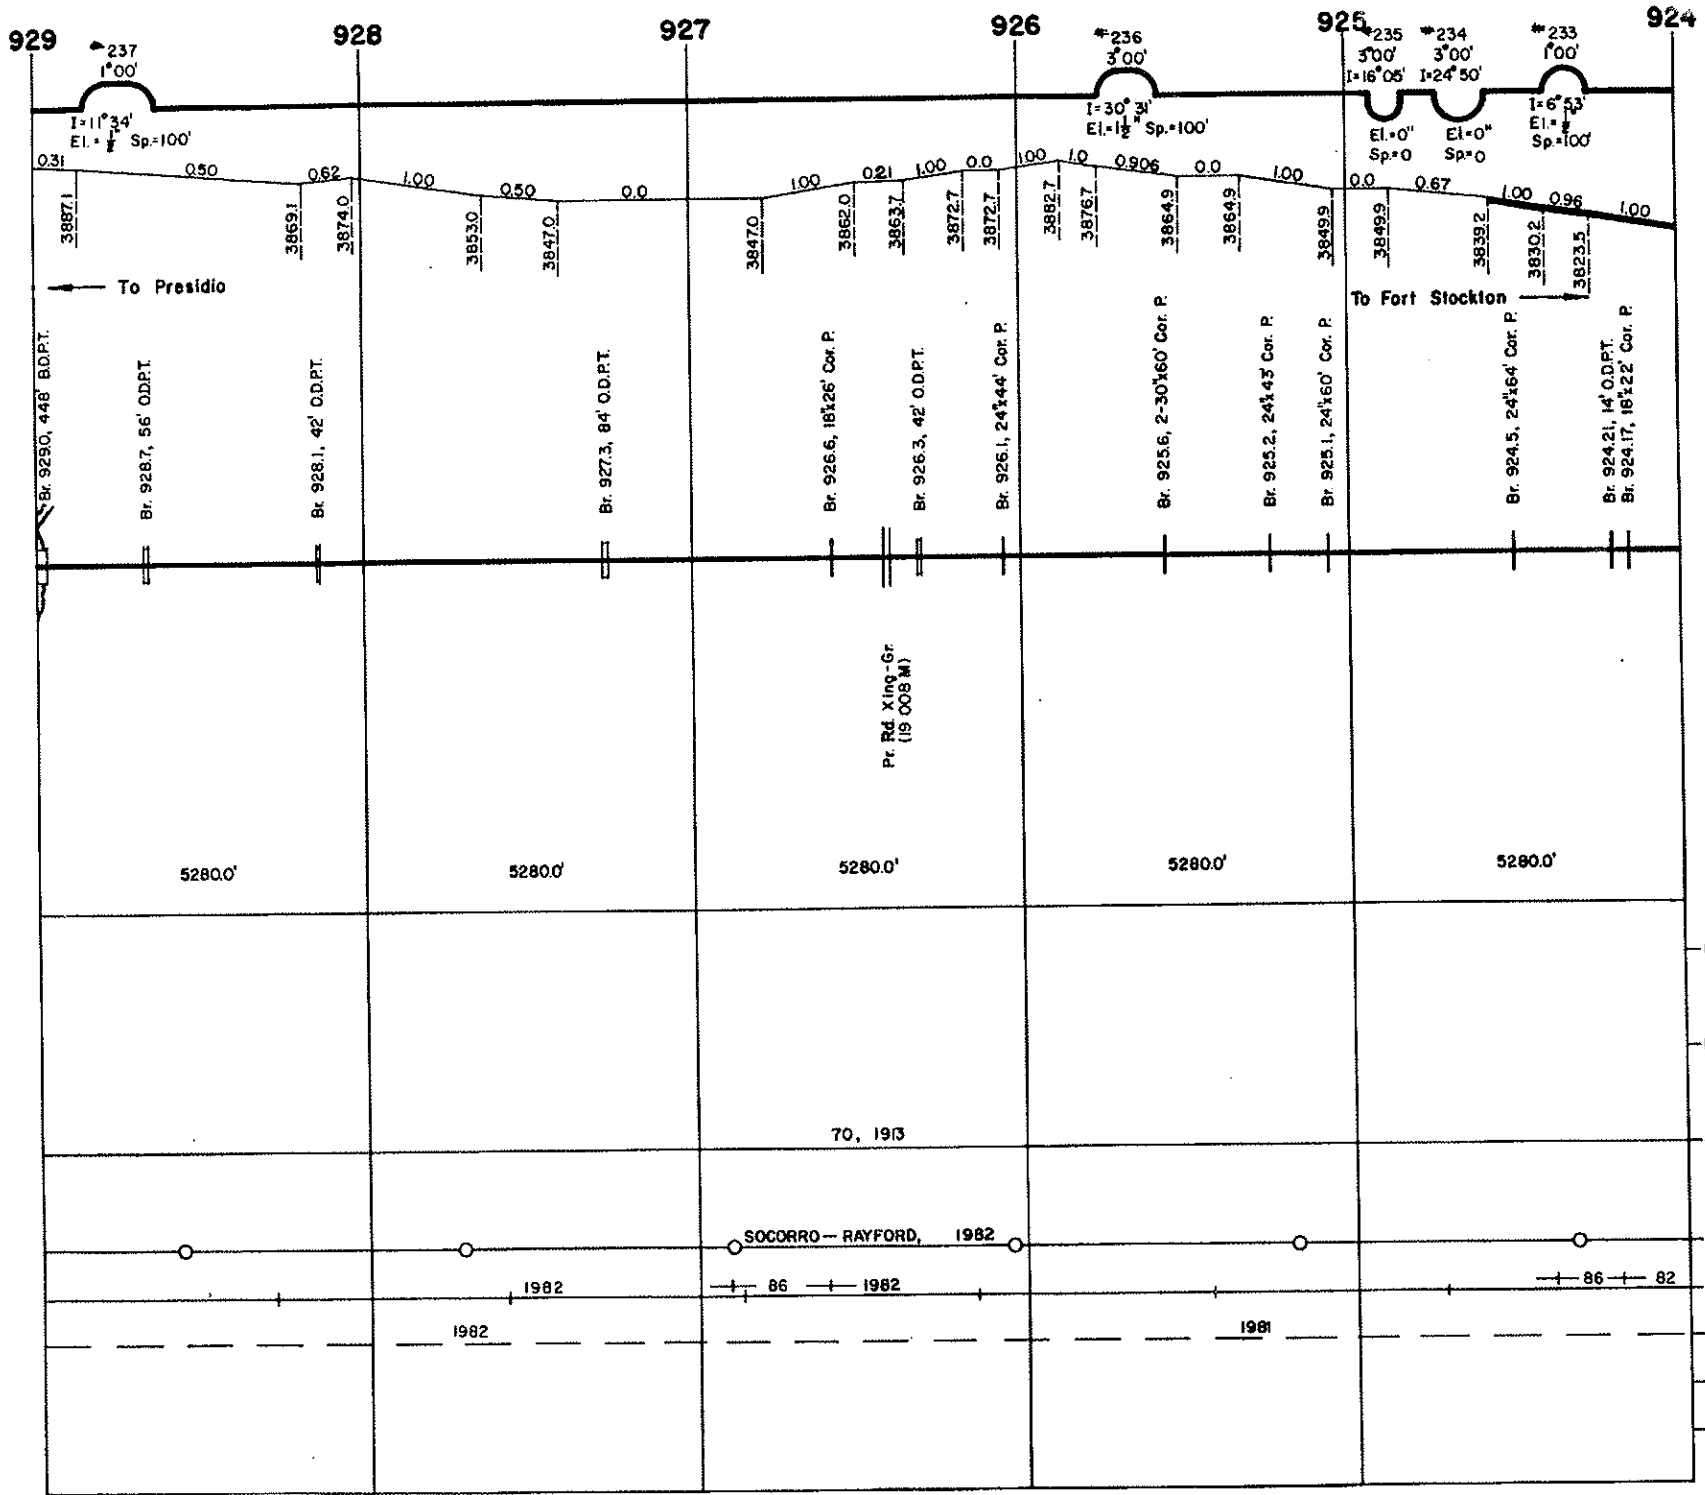 929
928
927
926
925
924
#237
1°00'
I=11°34'
Sp.=100'
#236
3°00'
I=30°31'
El.=1½" Sp.=100'
#235
3°00'
I=16°05'
El.=0"
Sp.=0
#234
3°00'
I=24°50'
El.=0"
Sp.=0
#233
1°00'
I=6°53'
Sp.=100'
0.31
0.50
0.62
1.00
0.50
0.0
1.00
0.21
1.00
0.0
1.00
1.0
0.906
0.0
1.00
0.0
0.67
1.00
0.96
1.00
3887.1
3869.1
3874.0
3853.0
3847.0
3847.0
3862.0
3863.7
3872.7
3872.7
3882.7
3876.7
3864.9
3864.9
3849.9
3849.9
3839.2
3830.2
3823.5
To Presidio
To Fort Stockton
Br. 929.0, 448' B.D.P.T.
Br. 928.7, 56' O.D.P.T.
Br. 928.1, 42' O.D.P.T.
Br. 927.3, 84' O.D.P.T.
Br. 926.6, 18"x26' Cor. P.
Br. 926.3, 42' O.D.P.T.
Br. 926.1, 24"x44' Cor. P.
Br. 925.6, 2-30"x60' Cor. P.
Br. 925.2, 24"x43' Cor. P.
Br. 925.1, 24"x60' Cor. P.
Br. 924.5, 24"x64' Cor. P.
Br. 924.21, 14' O.D.P.T.
Br. 924.17, 18"x22' Cor. P.
Pr. Rd. Xing-Gr.
(19 008 M)
5280.0'
5280.0'
5280.0'
5280.0'
5280.0'
70, 1913
SOCORRO – RAYFORD, 1982
1982
86
1982
86
82
1982
1981